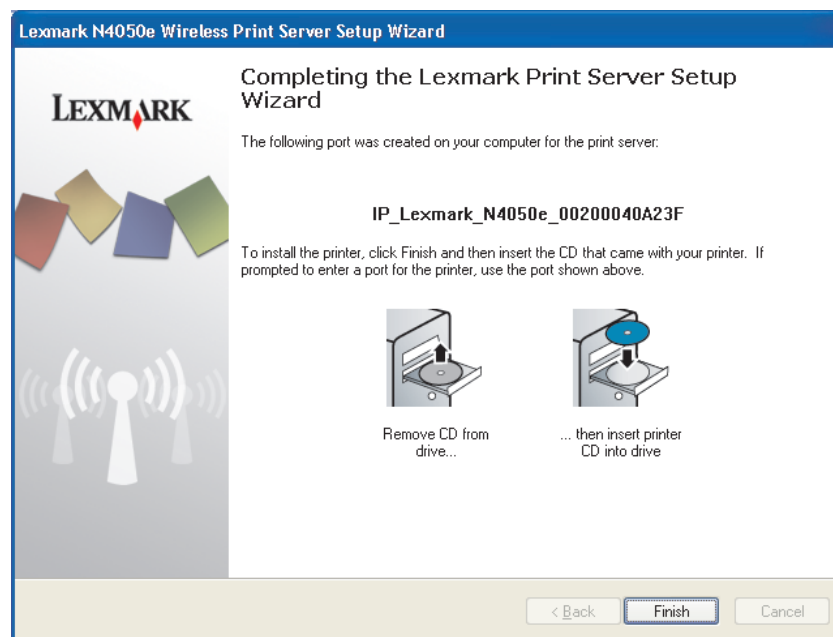 Lexmark N4050e Wireless Print Server Setup Wizard
LEXMARK
Completing the Lexmark Print Server Setup
Wizard
The following port was created on your computer for the print server:
IP_Lexmark_N4050e_00200040A23F
To install the printer, click Finish and then insert the CD that came with your printer. If
prompted to enter a port for the printer, use the port shown above.
Remove CD from
drive...
... then insert printer
CD into drive
< Back
Finish
Cancel